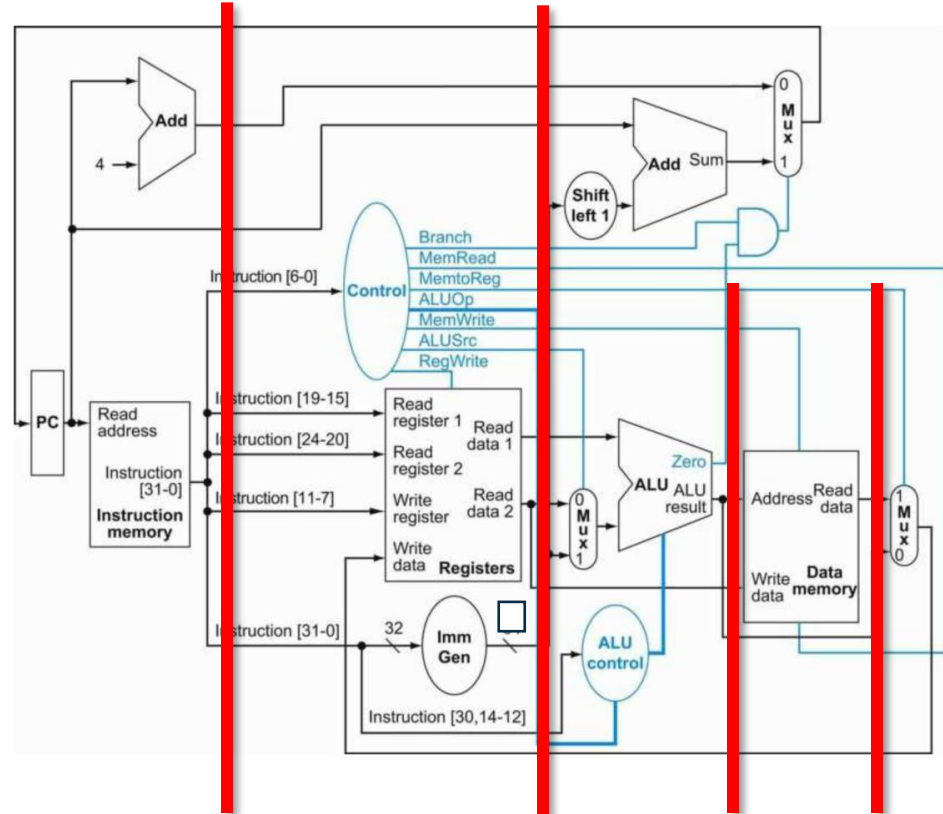 Add
4
PC
Read
address
Instruction
[31-0]
Instruction
memory
Instruction [6-0]
Instruction [19-15]
Instruction [24-20]
Instruction [11-7]
Instruction [31-0]
32
Instruction [30,14-12]
Control
Branch
MemRead
MemtoReg
ALUOp
MemWrite
ALUSrc
RegWrite
Read
register 1
Read
register 2
Write
register
Write
data
Read
data 1
Read
data 2
Registers
Imm
Gen
Shift
left 1
Add
Sum
0
M
u
x
1
0
M
u
x
1
ALU
Zero
ALU
result
ALU
control
Address
Read
data
Write
data
Data
memory
1
M
u
x
0